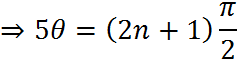 ⇒ 5θ = (2n + 1) π/2